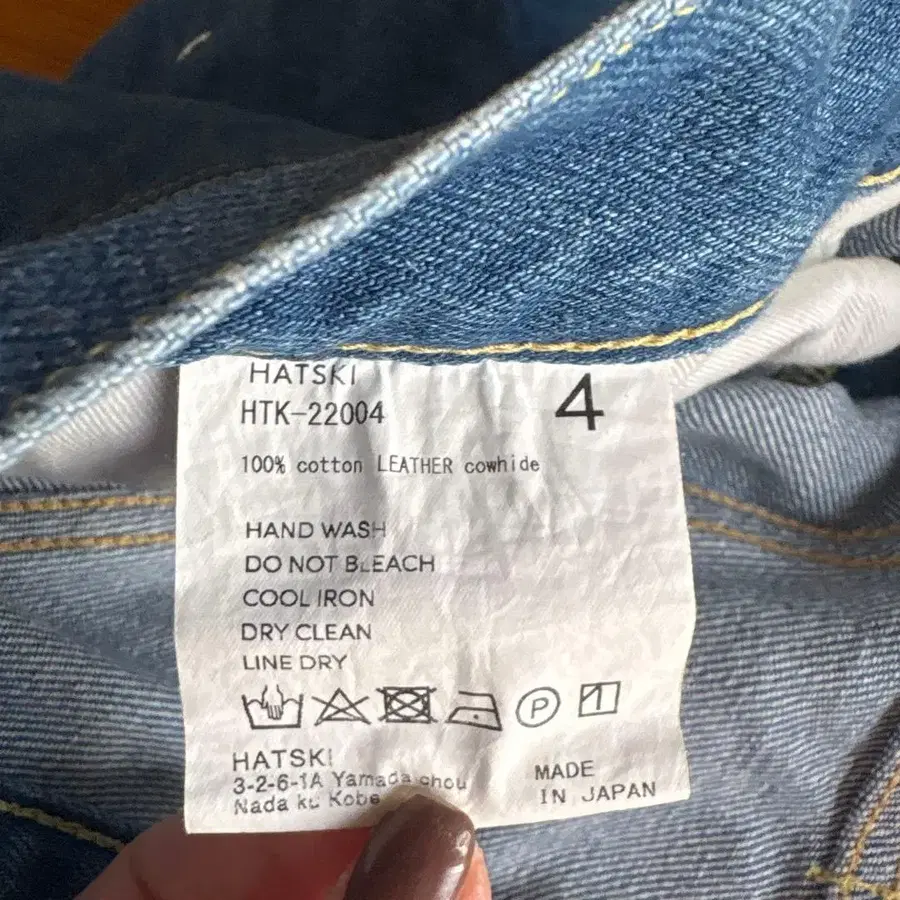 HATSKI
HTK-22004
4
100% cotton LEATHER cowhide
HAND WASH
DO NOT BLEACH
COOL IRON
DRY CLEAN
LINE DRY
P 1
HATSKI
3-2-6-1A Yamada chou
Nada ku Kobe
MADE
IN JAPAN